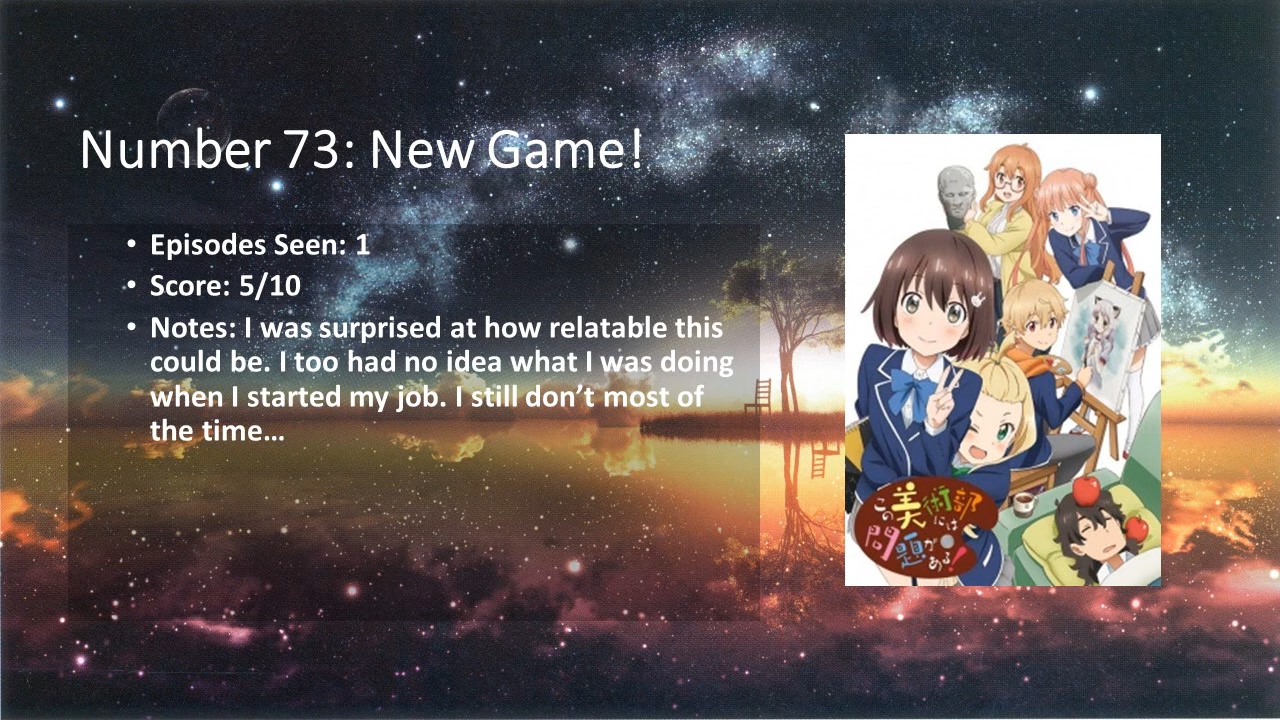 Number 73: New Game!
• Episodes Seen: 1
• Score: 5/10
• Notes: I was surprised at how relatable this
could be. I too had no idea what I was doing
when I started my job. I still don’t most of
the time…
この美術部
には
問題が
ある!